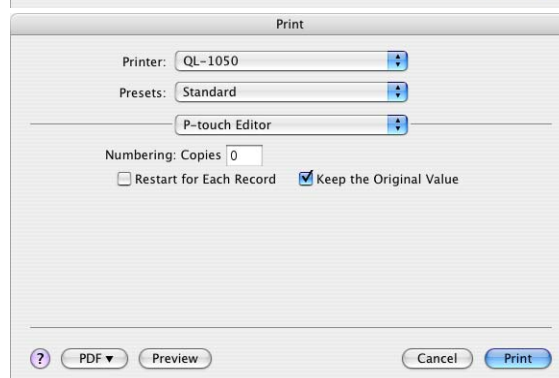 Print
Printer: QL-1050
Presets: Standard
P-touch Editor
Numbering: Copies 0
Restart for Each Record Keep the Original Value
? PDF ▼ Preview Cancel Print